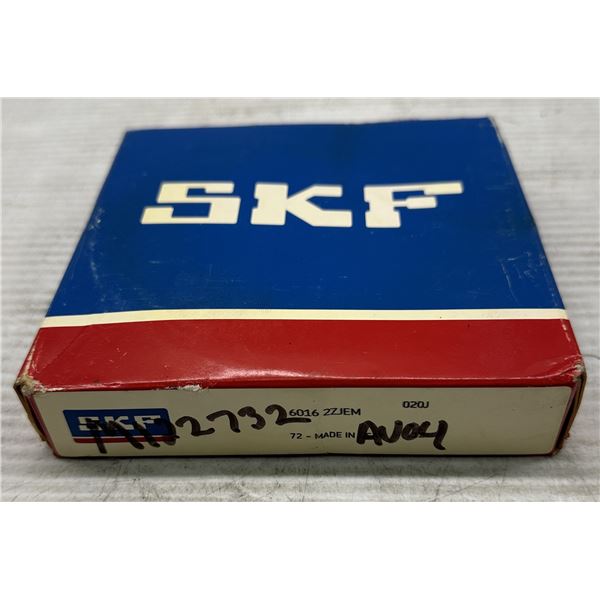 SKF
SKF
6016 2ZJEM
020J
72 - MADE IN
AN04